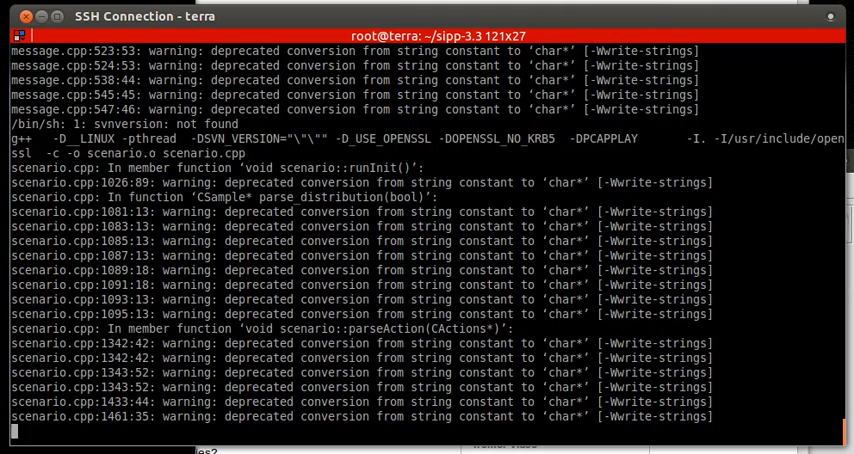 SSH Connection - terra
root@terra: ~/sipp-3.3 121x27
message.cpp:523:53: warning: deprecated conversion from string constant to ‘char*’ [-Wwrite-strings]
message.cpp:524:53: warning: deprecated conversion from string constant to ‘char*’ [-Wwrite-strings]
message.cpp:538:44: warning: deprecated conversion from string constant to ‘char*’ [-Wwrite-strings]
message.cpp:545:45: warning: deprecated conversion from string constant to ‘char*’ [-Wwrite-strings]
message.cpp:547:46: warning: deprecated conversion from string constant to ‘char*’ [-Wwrite-strings]
/bin/sh: 1: svnversion: not found
g++   -D__LINUX -pthread  -DSVN_VERSION="\"\"" -D_USE_OPENSSL -DOPENSSL_NO_KRB5  -DPCAPPLAY      -I. -I/usr/include/open
ssl  -c -o scenario.o scenario.cpp
scenario.cpp: In member function ‘void scenario::runInit()’:
scenario.cpp:1026:89: warning: deprecated conversion from string constant to ‘char*’ [-Wwrite-strings]
scenario.cpp: In function ‘CSample* parse_distribution(bool)’:
scenario.cpp:1081:13: warning: deprecated conversion from string constant to ‘char*’ [-Wwrite-strings]
scenario.cpp:1083:13: warning: deprecated conversion from string constant to ‘char*’ [-Wwrite-strings]
scenario.cpp:1085:13: warning: deprecated conversion from string constant to ‘char*’ [-Wwrite-strings]
scenario.cpp:1087:13: warning: deprecated conversion from string constant to ‘char*’ [-Wwrite-strings]
scenario.cpp:1089:18: warning: deprecated conversion from string constant to ‘char*’ [-Wwrite-strings]
scenario.cpp:1091:18: warning: deprecated conversion from string constant to ‘char*’ [-Wwrite-strings]
scenario.cpp:1093:13: warning: deprecated conversion from string constant to ‘char*’ [-Wwrite-strings]
scenario.cpp:1095:13: warning: deprecated conversion from string constant to ‘char*’ [-Wwrite-strings]
scenario.cpp: In member function ‘void scenario::parseAction(CActions*)’:
scenario.cpp:1342:42: warning: deprecated conversion from string constant to ‘char*’ [-Wwrite-strings]
scenario.cpp:1342:42: warning: deprecated conversion from string constant to ‘char*’ [-Wwrite-strings]
scenario.cpp:1343:52: warning: deprecated conversion from string constant to ‘char*’ [-Wwrite-strings]
scenario.cpp:1343:52: warning: deprecated conversion from string constant to ‘char*’ [-Wwrite-strings]
scenario.cpp:1433:44: warning: deprecated conversion from string constant to ‘char*’ [-Wwrite-strings]
scenario.cpp:1461:35: warning: deprecated conversion from string constant to ‘char*’ [-Wwrite-strings]